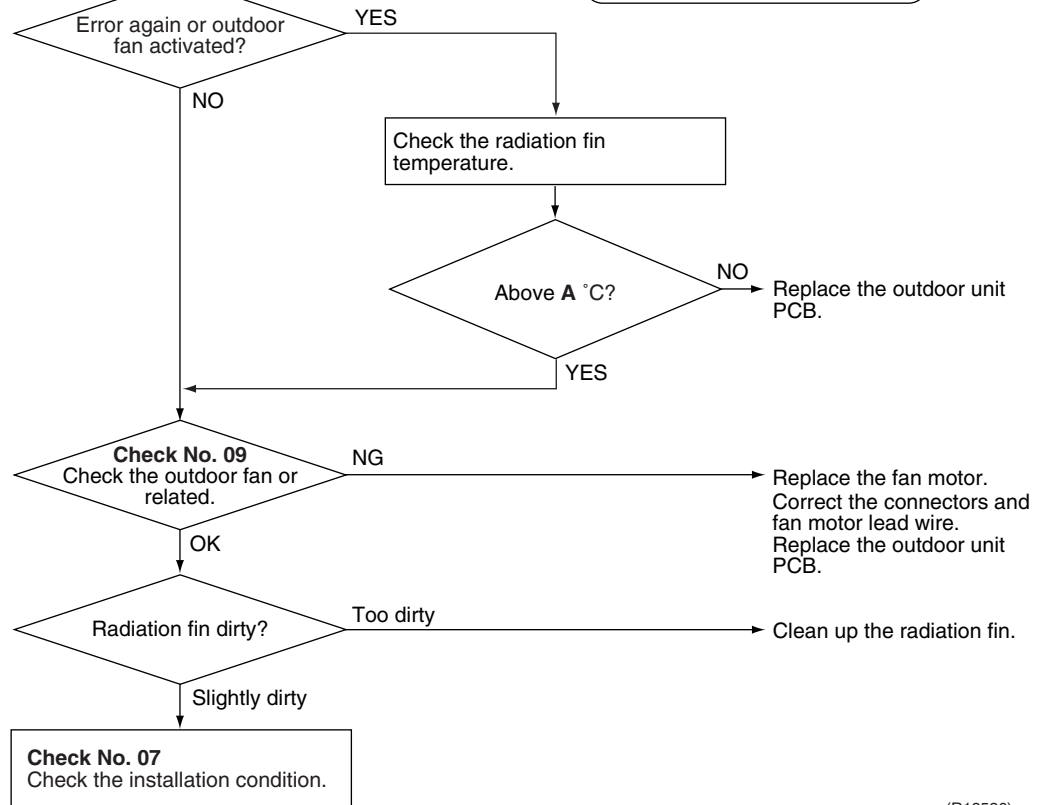 Error again or outdoor
fan activated?
YES
NO
Check the radiation fin
temperature.
Above A °C?
NO
Replace the outdoor unit
PCB.
YES
Check No. 09
Check the outdoor fan or
related.
NG
Replace the fan motor.
Correct the connectors and
fan motor lead wire.
Replace the outdoor unit
PCB.
OK
Radiation fin dirty?
Too dirty
Clean up the radiation fin.
Slightly dirty
Check No. 07
Check the installation condition.